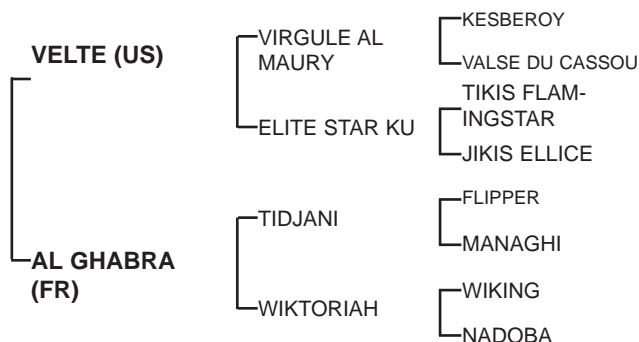 VELTE (US)
AL GHABRA
(FR)
VIRGULE AL
MAURY
ELITE STAR KU
TIDJANI
WIKTORIAH
KESBEROY
VALSE DU CASSOU
TIKIS FLAM-
INGSTAR
JIKIS ELLICE
FLIPPER
MANAGHI
WIKING
NADOBA